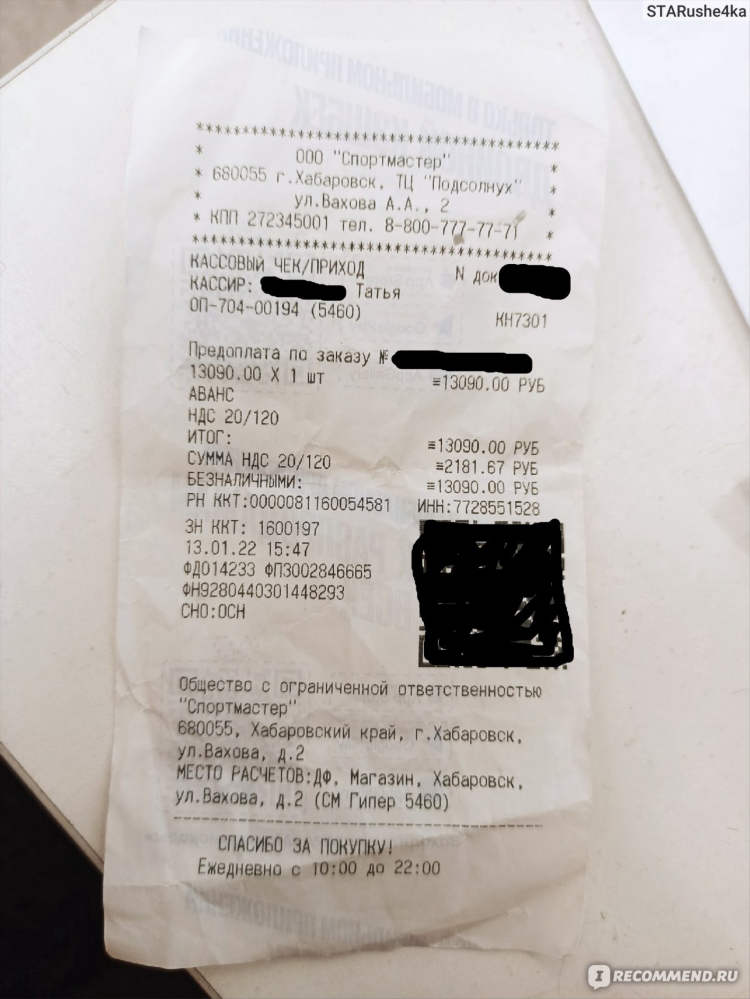 STARushe4ka
************************************
* ООО "Спортмастер" *
* 680055 г.Хабаровск, ТЦ "Подсолнух" *
* ул.Вахова А.А., 2 *
* КПП 272345001 тел. 8-800-777-77-71 *
************************************
КАССОВЫЙ ЧЕК/ПРИХОД N док
КАССИР: Татья
ОП-704-00194 (5460) КН7301
Предоплата по заказу №
13090.00 X 1 шт ≡13090.00 РУБ
АВАНС
НДС 20/120
ИТОГ: ≡13090.00 РУБ
СУММА НДС 20/120 ≡2181.67 РУБ
БЕЗНАЛИЧНЫМИ: ≡13090.00 РУБ
РН ККТ:0000081160054581 ИНН:7728551528
ЗН ККТ: 1600197
13.01.22 15:47
ФД014233 ФП3002846665
ФН9280440301448293
СНО:ОСН
Общество с ограниченной ответственностью
"Спортмастер"
680055, Хабаровский край, г.Хабаровск,
ул.Вахова, д.2
МЕСТО РАСЧЕТОВ:ДФ, Магазин, Хабаровск,
ул.Вахова, д.2 (СМ Гипер 5460)
СПАСИБО ЗА ПОКУПКУ!
Ежедневно с 10:00 до 22:00
I RECOMMEND.RU